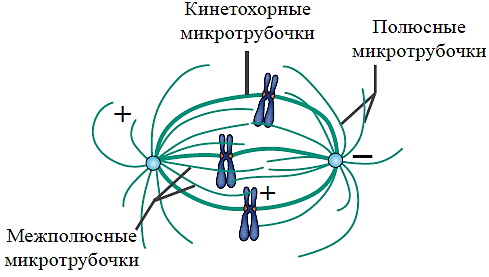 Кинетохорные
микротрубочки
Полюсные
микротрубочки
+
−
+
Межполюсные
микротрубочки